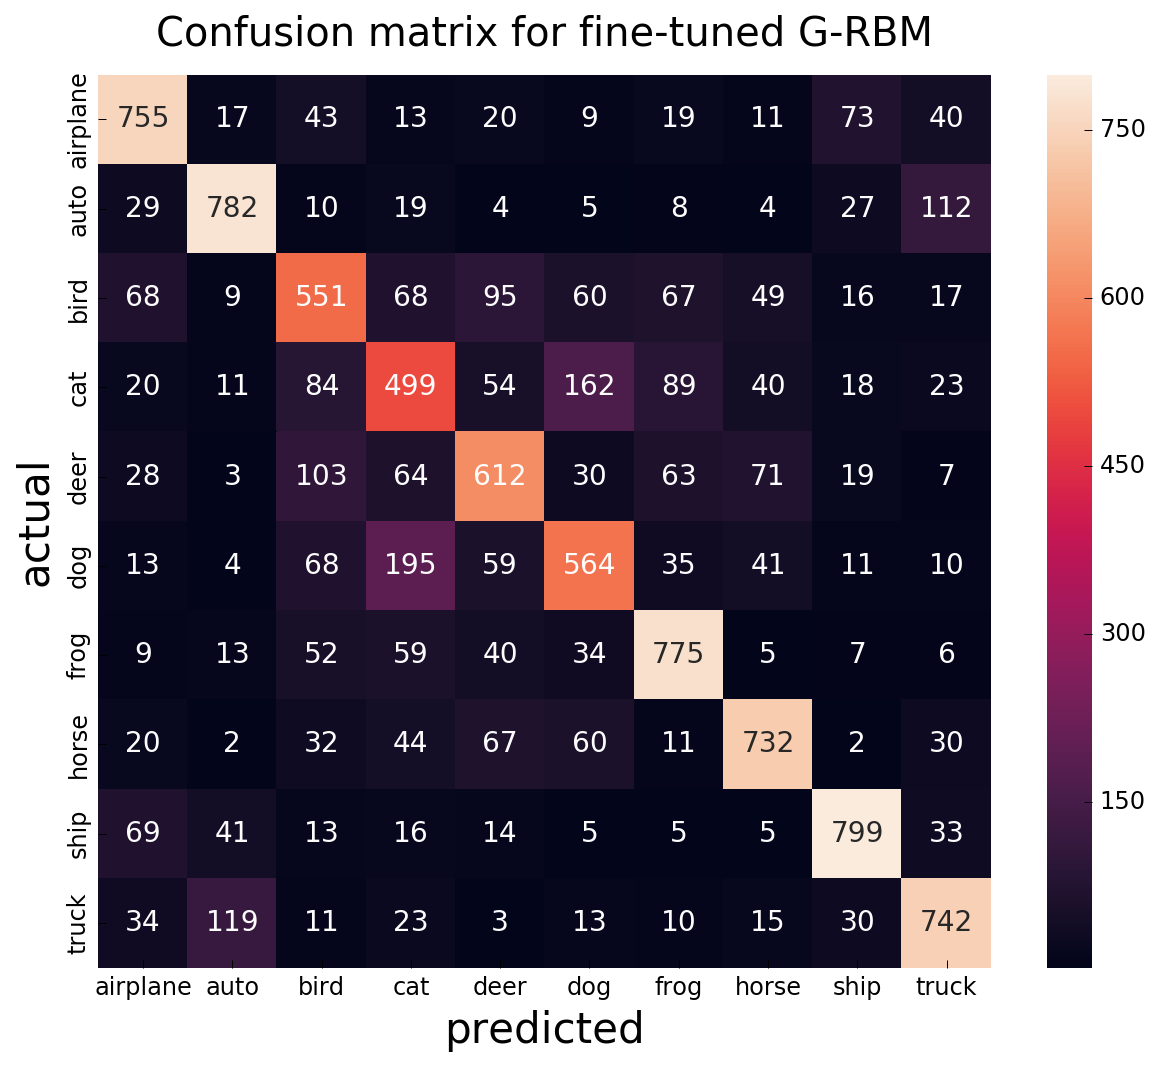 Confusion matrix for fine-tuned G-RBM
airplane 755 17 43 13 20 9 19 11 73 40
auto 29 782 10 19 4 5 8 4 27 112
bird 68 9 551 68 95 60 67 49 16 17
cat 20 11 84 499 54 162 89 40 18 23
deer 28 3 103 64 612 30 63 71 19 7
dog 13 4 68 195 59 564 35 41 11 10
frog 9 13 52 59 40 34 775 5 7 6
horse 20 2 32 44 67 60 11 732 2 30
ship 69 41 13 16 14 5 5 5 799 33
truck 34 119 11 23 3 13 10 15 30 742
airplane auto bird cat deer dog frog horse ship truck
predicted
actual
750
600
450
300
150